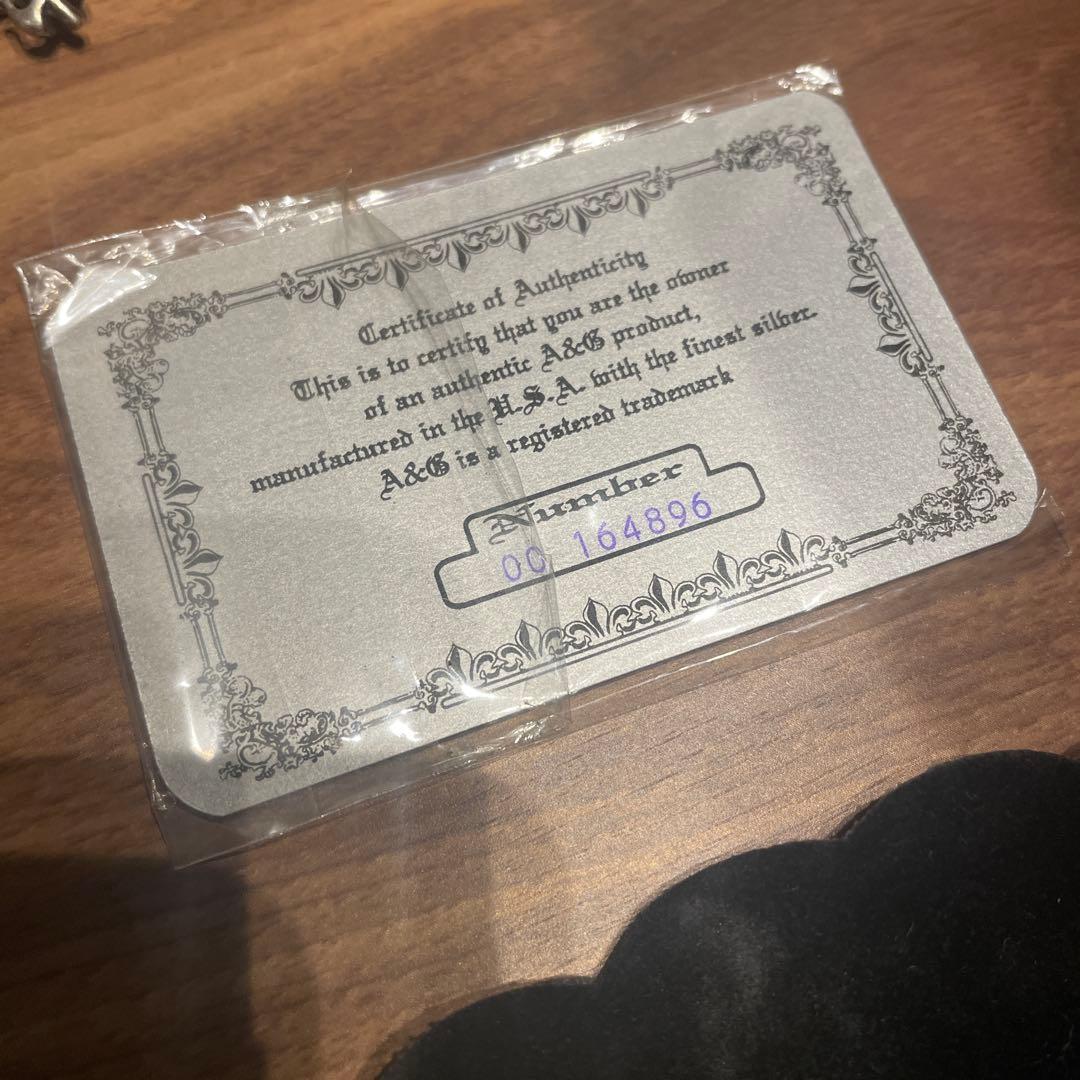 Certificate of Authenticity
This is to certify that you are the owner
of an authentic A&G product,
manufactured in the U.S.A. with the finest silver.
A&G is a registered trademark
Number
00 164896